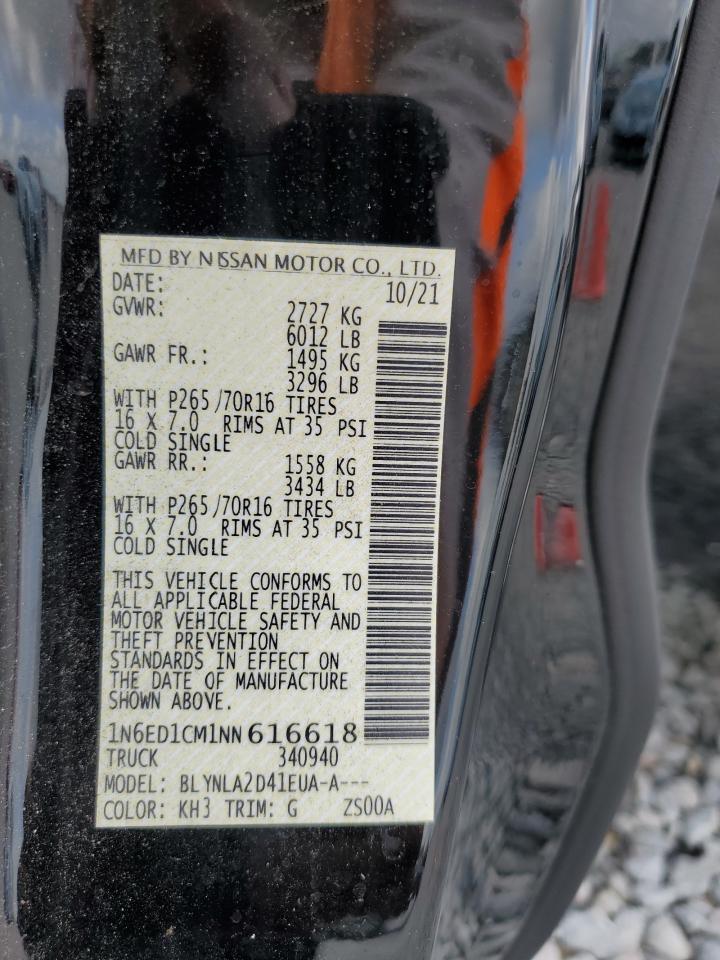 MFD BY NISSAN MOTOR CO., LTD.
DATE: 10/21
GVWR: 2727 KG
6012 LB
GAWR FR.: 1495 KG
3296 LB
WITH P265/70R16 TIRES
16 X 7.0 RIMS AT 35 PSI
COLD SINGLE
GAWR RR.: 1558 KG
3434 LB
WITH P265/70R16 TIRES
16 X 7.0 RIMS AT 35 PSI
COLD SINGLE
THIS VEHICLE CONFORMS TO
ALL APPLICABLE FEDERAL
MOTOR VEHICLE SAFETY AND
THEFT PREVENTION
STANDARDS IN EFFECT ON
THE DATE OF MANUFACTURE
SHOWN ABOVE.
1N6ED1CM1NN616618
TRUCK 340940
MODEL: BLYNLA2D41EUA-A---
COLOR: KH3 TRIM: G ZS00A